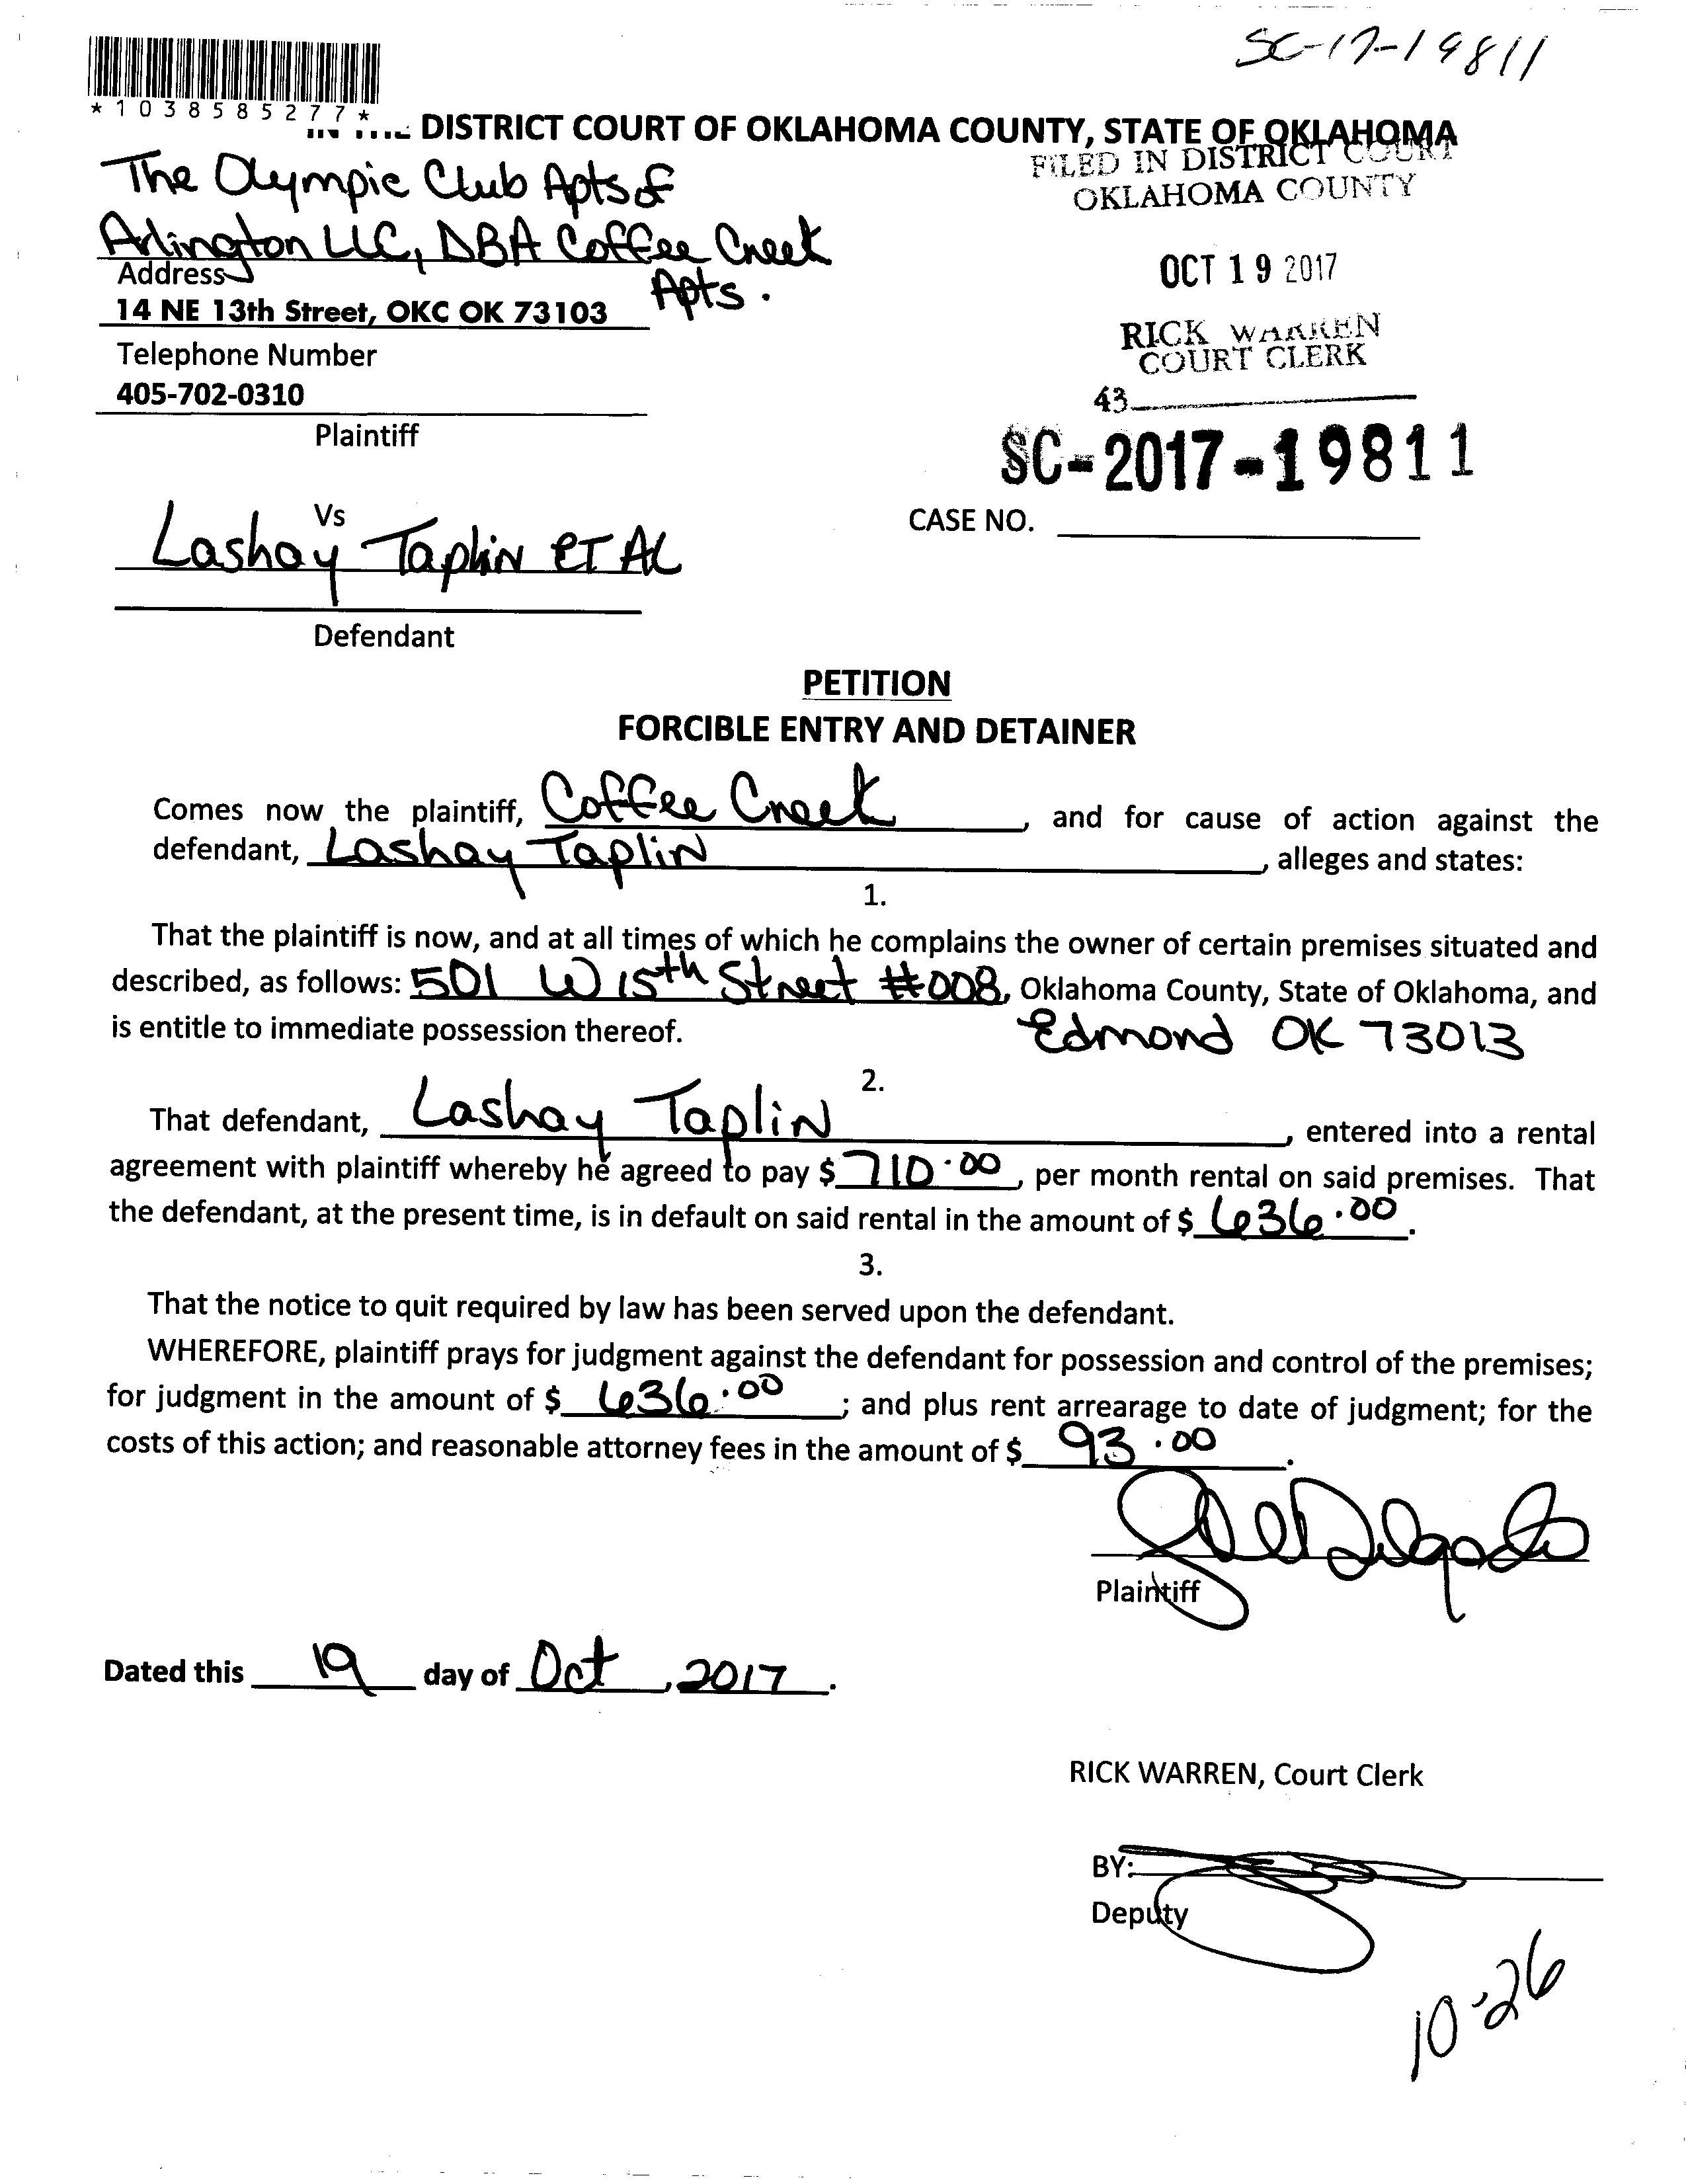 SC-17-19811
*1038585277*
IN THE DISTRICT COURT OF OKLAHOMA COUNTY, STATE OF OKLAHOMA
The Olympic Club Apts of
Arlington LLC, DBA Coffee Creek
Apts.
Address
14 NE 13th Street, OKC OK 73103
Telephone Number
405-702-0310
Plaintiff
FILED IN DISTRICT COURT
OKLAHOMA COUNTY
OCT 19 2017
RICK WARREN
COURT CLERK
43
SC-2017-19811
CASE NO.
Vs
Lashay Taplin ET AL
Defendant
PETITION
FORCIBLE ENTRY AND DETAINER
Comes now the plaintiff, Coffee Creek, and for cause of action against the
defendant, Lashay Taplin, alleges and states:
1.
That the plaintiff is now, and at all times of which he complains the owner of certain premises situated and
described, as follows: 501 W 15th Street #008, Oklahoma County, State of Oklahoma, and
is entitle to immediate possession thereof. Edmond OK 73013
2.
That defendant, Lashay Taplin, entered into a rental
agreement with plaintiff whereby he agreed to pay $ 710.00, per month rental on said premises. That
the defendant, at the present time, is in default on said rental in the amount of $ 636.00.
3.
That the notice to quit required by law has been served upon the defendant.
WHEREFORE, plaintiff prays for judgment against the defendant for possession and control of the premises;
for judgment in the amount of $ 636.00; and plus rent arrearage to date of judgment; for the
costs of this action; and reasonable attorney fees in the amount of $ 93.00.
Delgado
Plaintiff
Dated this 19 day of Oct, 2017.
RICK WARREN, Court Clerk
BY:
Deputy
10-26